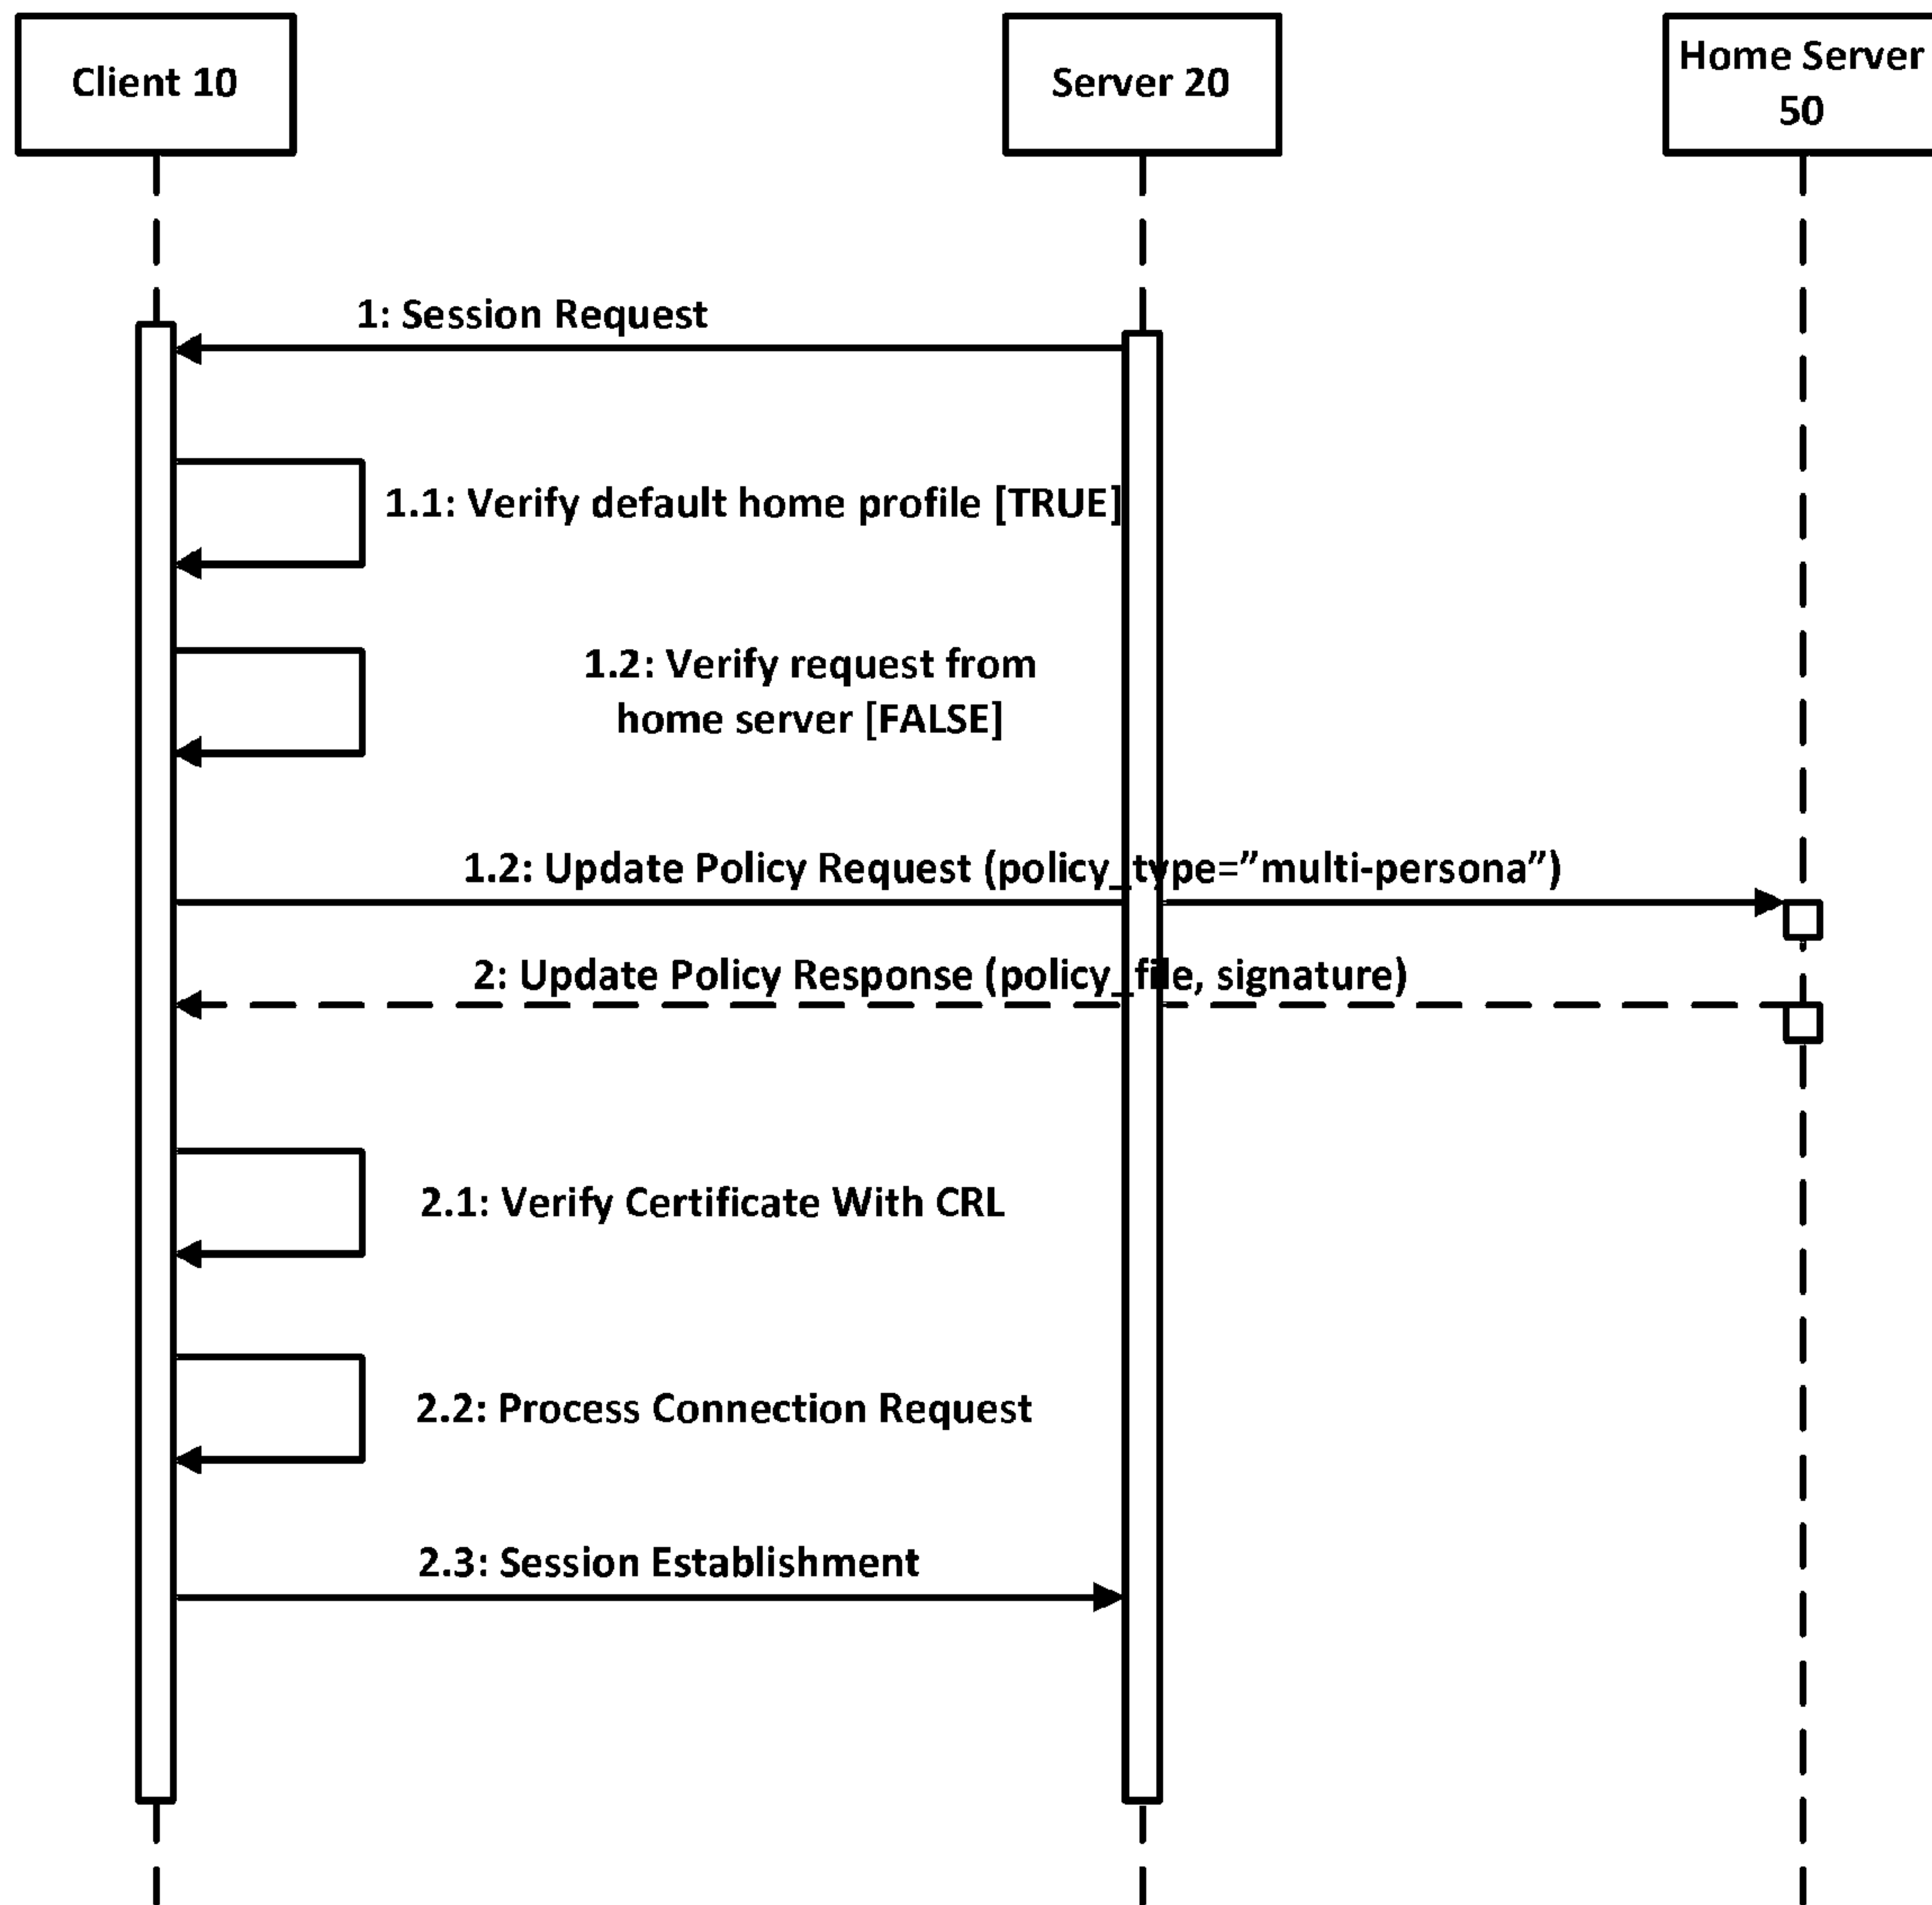 Client 10
Server 20
Home Server
50
1: Session Request
1.1: Verify default home profile [TRUE]
1.2: Verify request from
home server [FALSE]
1.2: Update Policy Request (policy_type=”multi-persona”)
2: Update Policy Response (policy_file, signature)
2.1: Verify Certificate With CRL
2.2: Process Connection Request
2.3: Session Establishment